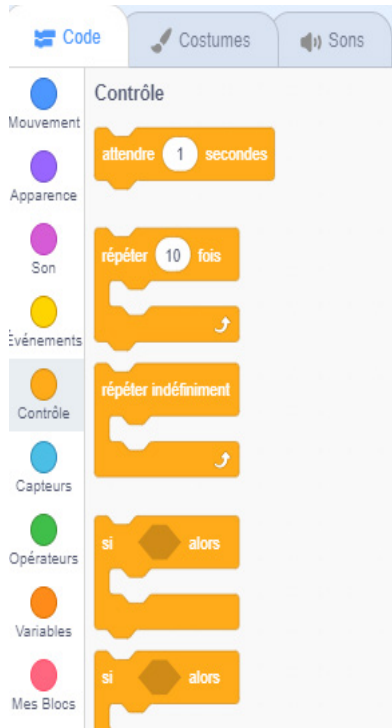 Code Costumes Sons
Mouvement
Apparence
Son
Événements
Contrôle
Capteurs
Opérateurs
Variables
Mes Blocs
Contrôle
attendre 1 secondes
répéter 10 fois
répéter indéfiniment
si alors
si alors